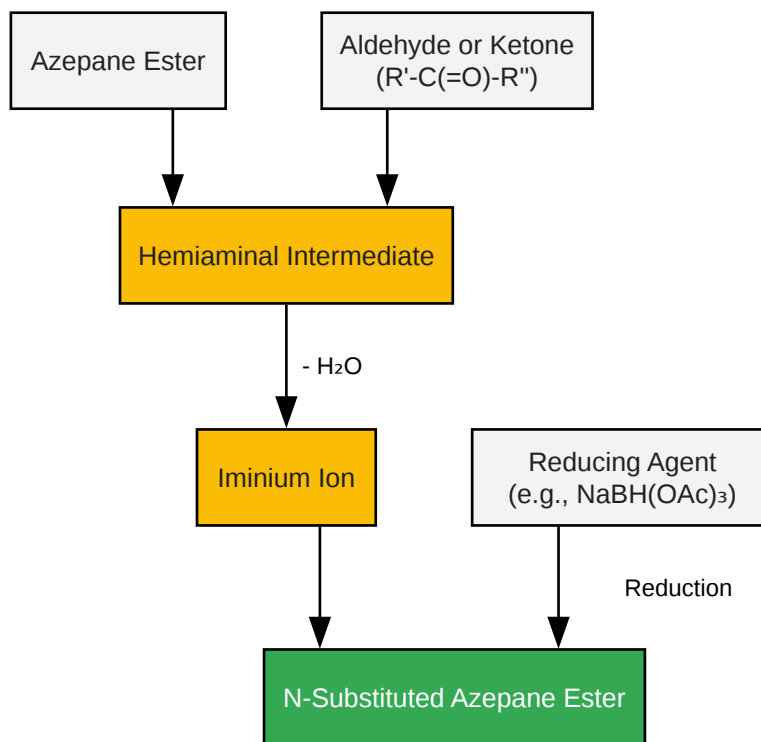 Azepane Ester
Aldehyde or Ketone
(R'-C(=O)-R")
Hemiaminal Intermediate
- H₂O
Iminium Ion
Reducing Agent
(e.g., NaBH(OAc)₃)
Reduction
N-Substituted Azepane Ester